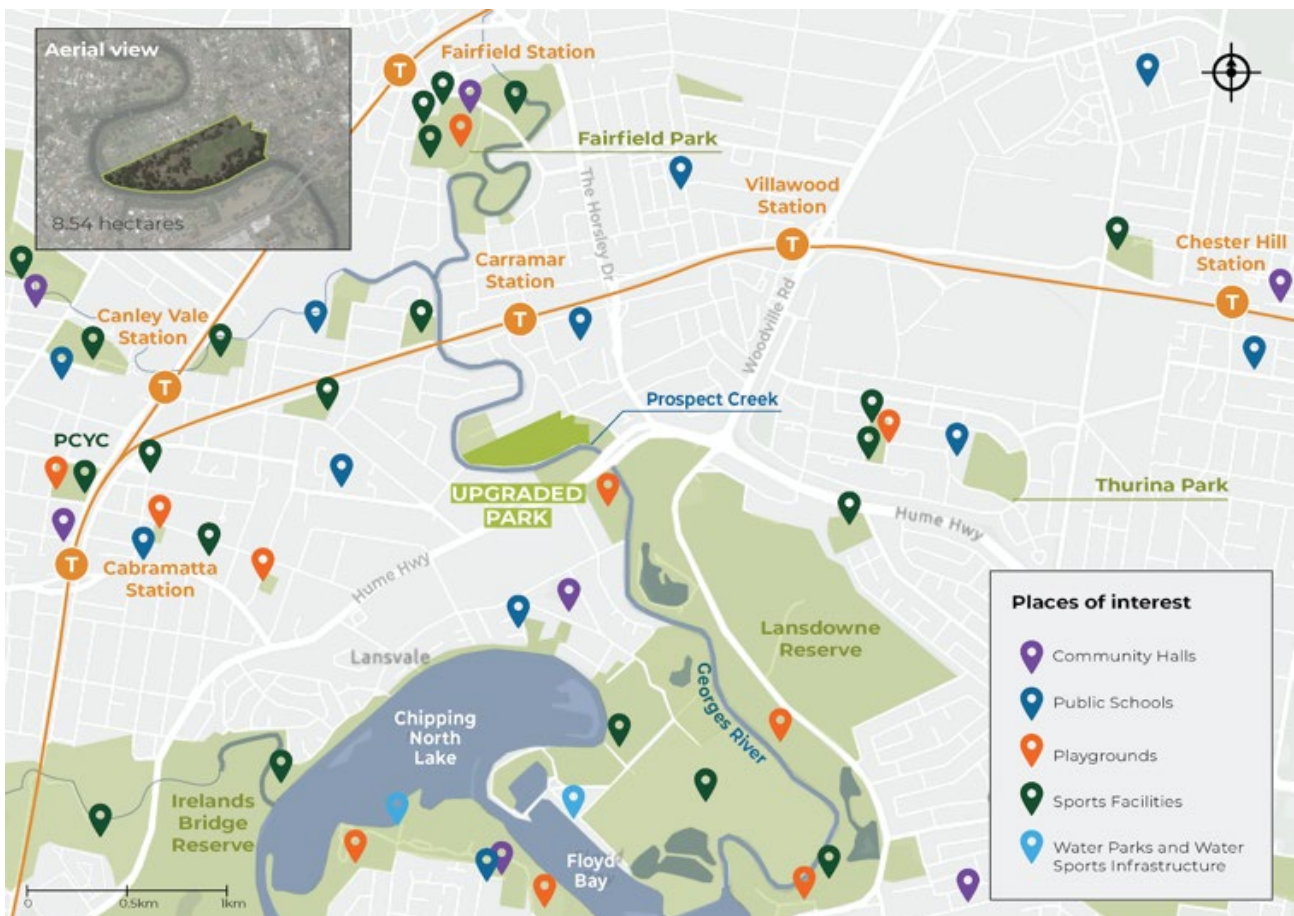 Aerial view
8.54 hectares
Fairfield Station
T
Fairfield Park
The Horsley Dr
Villawood
Station
T
Carramar
Station
T
Chester Hill
Station
T
Canley Vale
Station
T
Woodville Rd
Prospect Creek
PCYC
UPGRADED
PARK
Thurina Park
Hume Hwy
T
Cabramatta
Station
Hume Hwy
Lansvale
Lansdowne
Reserve
Georges River
Chipping
North
Lake
Irelands
Bridge
Reserve
Floyd
Bay
0
0.5km
1km
Places of interest
Community Halls
Public Schools
Playgrounds
Sports Facilities
Water Parks and Water
Sports Infrastructure